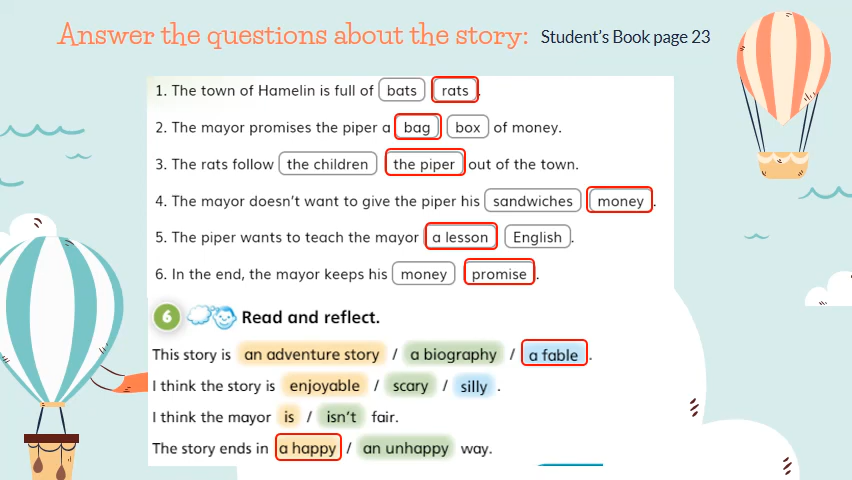 Answer the questions about the story: Student's Book page 23
1. The town of Hamelin is full of bats rats.
2. The mayor promises the piper a bag box of money.
3. The rats follow the children the piper out of the town.
4. The mayor doesn't want to give the piper his sandwiches money.
5. The piper wants to teach the mayor a lesson English.
6. In the end, the mayor keeps his money promise.
6 Read and reflect.
This story is an adventure story / a biography / a fable.
I think the story is enjoyable / scary / silly.
I think the mayor is / isn't fair.
The story ends in a happy / an unhappy way.